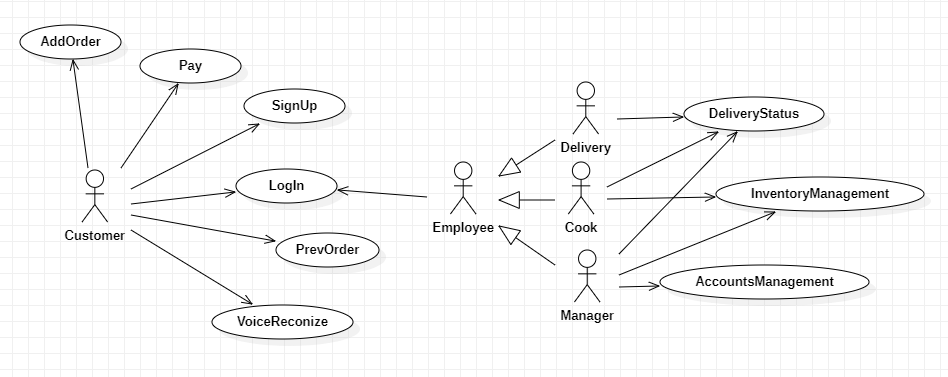 AddOrder
Pay
SignUp
LogIn
PrevOrder
VoiceReconize
Customer
Employee
Delivery
Cook
Manager
DeliveryStatus
InventoryManagement
AccountsManagement